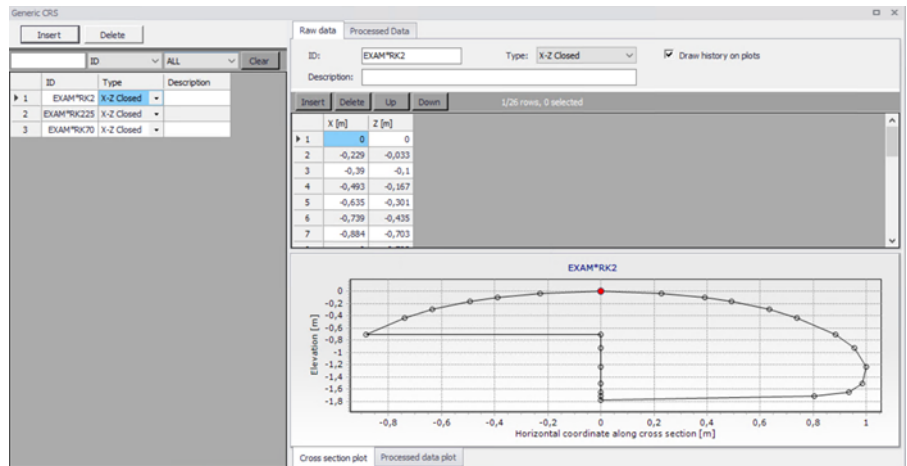 Generic CRS
Insert Delete
ID ALL Clear
ID Type Description
1 EXAM*RK2 X-Z Closed
2 EXAM*RK225 X-Z Closed
3 EXAM*RK70 X-Z Closed
Raw data Processed Data
ID: EXAM*RK2 Type: X-Z Closed Draw history on plots
Description:
Insert Delete Up Down 1/26 rows, 0 selected
X [m] Z [m]
1 0 0
2 -0,229 -0,033
3 -0,39 -0,1
4 -0,493 -0,167
5 -0,635 -0,301
6 -0,739 -0,435
7 -0,884 -0,703
EXAM*RK2
Elevation [m]
0
-0,2
-0,4
-0,6
-0,8
-1
-1,2
-1,4
-1,6
-1,8
-0,8 -0,6 -0,4 -0,2 0 0,2 0,4 0,6 0,8 1
Horizontal coordinate along cross section [m]
Cross section plot Processed data plot